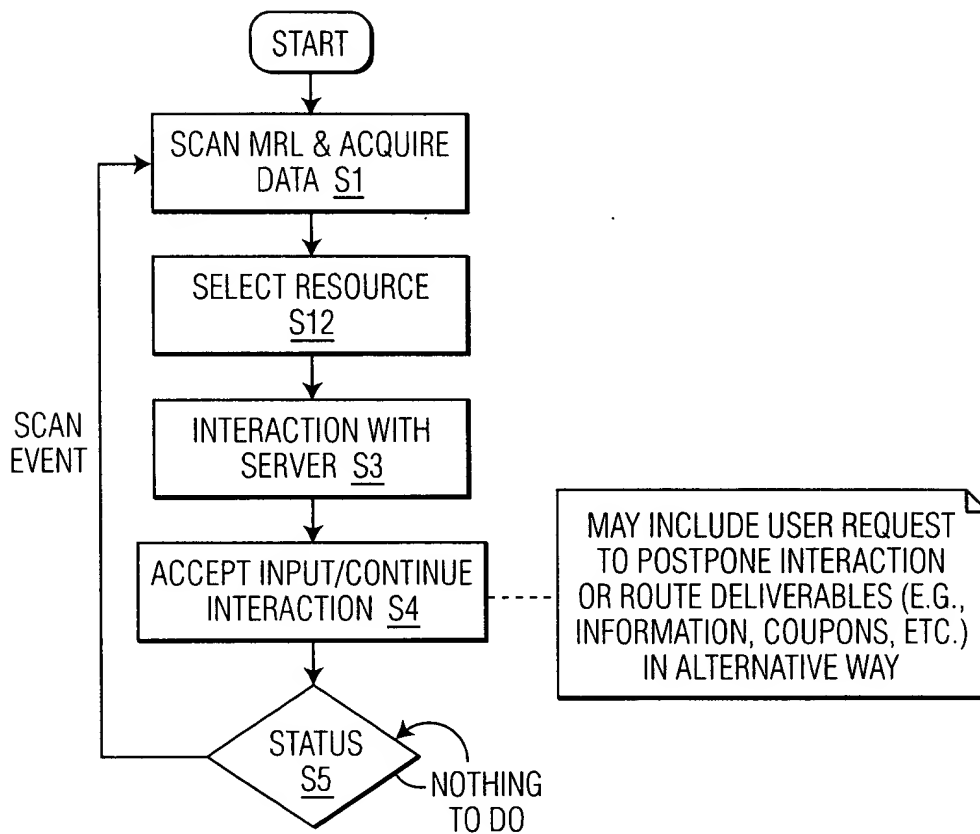 START
SCAN MRL & ACQUIRE
DATA S1
SELECT RESOURCE
S12
INTERACTION WITH
SERVER S3
SCAN
EVENT
ACCEPT INPUT/CONTINUE
INTERACTION S4
MAY INCLUDE USER REQUEST
TO POSTPONE INTERACTION
OR ROUTE DELIVERABLES (E.G.,
INFORMATION, COUPONS, ETC.)
IN ALTERNATIVE WAY
STATUS
S5
NOTHING
TO DO